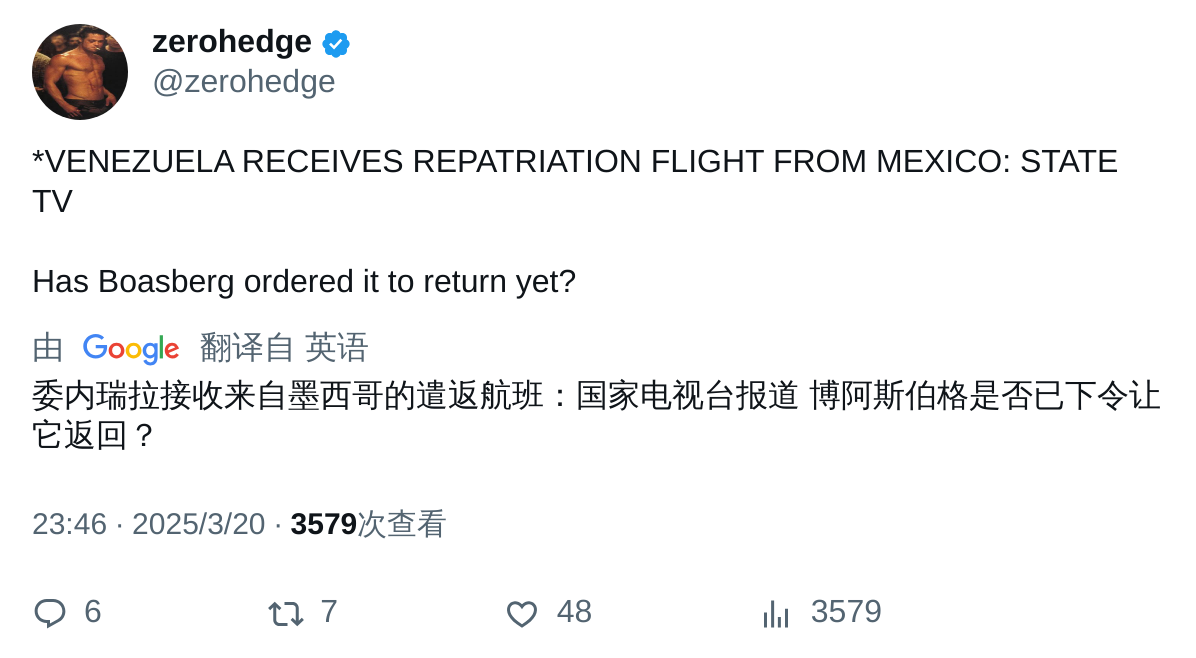 zerohedge
@zerohedge
*VENEZUELA RECEIVES REPATRIATION FLIGHT FROM MEXICO: STATE
TV
Has Boasberg ordered it to return yet?
由 Google 翻译自 英语
委内瑞拉接收来自墨西哥的遣返航班：国家电视台报道 博阿斯伯格是否已下令让
它返回？
23:46 · 2025/3/20 · 3579次查看
6 7 48 3579